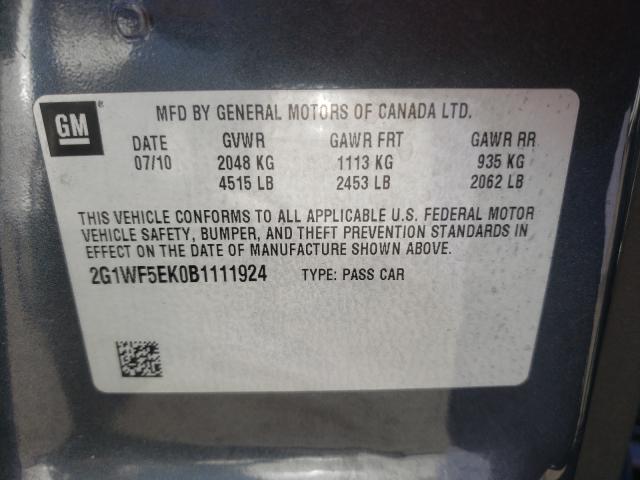 GM ® MFD BY GENERAL MOTORS OF CANADA LTD.
DATE GVWR GAWR FRT GAWR RR
07/10 2048 KG 1113 KG 935 KG
4515 LB 2453 LB 2062 LB
THIS VEHICLE CONFORMS TO ALL APPLICABLE U.S. FEDERAL MOTOR
VEHICLE SAFETY, BUMPER, AND THEFT PREVENTION STANDARDS IN
EFFECT ON THE DATE OF MANUFACTURE SHOWN ABOVE.
2G1WF5EK0B1111924 TYPE: PASS CAR